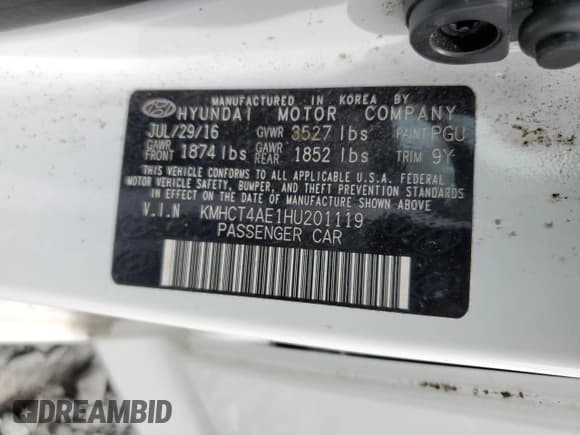 MANUFACTURED IN KOREA BY
HYUNDAI MOTOR COMPANY
JUL/29/16 GVWR 3527 lbs PAINT PGU
GAWR FRONT 1874 lbs GAWR REAR 1852 lbs TRIM 9Y
THIS VEHICLE CONFORMS TO ALL APPLICABLE U.S.A. FEDERAL
MOTOR VEHICLE SAFETY, BUMPER, AND THEFT PREVENTION STANDARDS
IN EFFECT ON THE DATE OF MANUFACTURE SHOWN ABOVE.
V.I.N KMHCT4AE1HU201119
PASSENGER CAR
DREAMBID